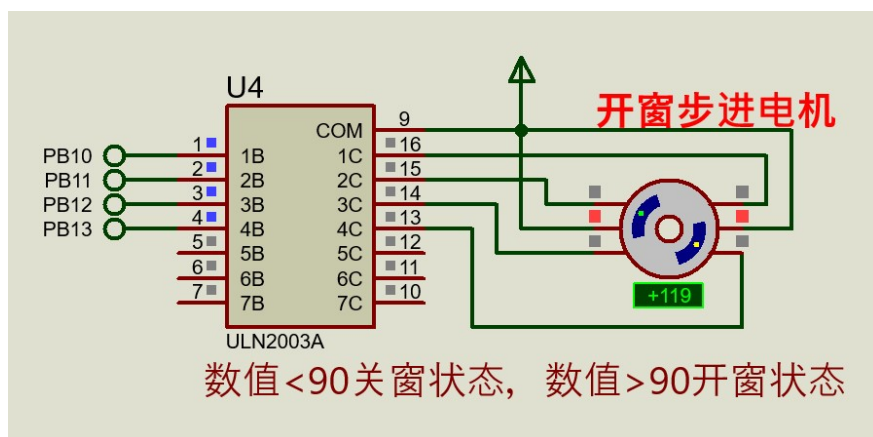 U4
开窗步进电机
COM 9
PB10 1 1B 1C 16
PB11 2 2B 2C 15
PB12 3 3B 3C 14
PB13 4 4B 4C 13
5 5B 5C 12
6 6B 6C 11
7 7B 7C 10
+119
ULN2003A
数值<90关窗状态，数值>90开窗状态